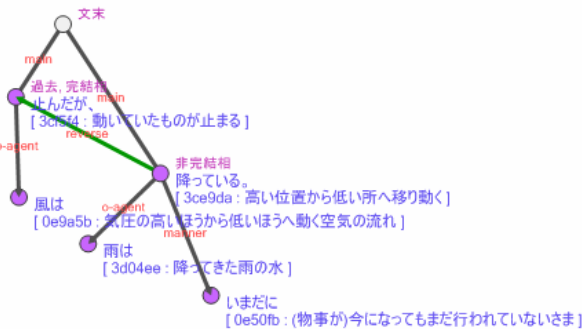 文末
main
過去, 完結相
main
止んだが、
[ 3cf5f4 : 動いていたものが止まる ]
reverse
o-agent
非完結相
降っている。
[ 3ce9da : 高い位置から低い所へ移り動く ]
風は
o-agent
[ 0e9a5b : 気圧の高いほうから低いほうへ動く空気の流れ ]
manner
雨は
[ 3d04ee : 降ってきた雨の水 ]
いまだに
[ 0e50fb : (物事が)今になってもまだ行われていないさま ]